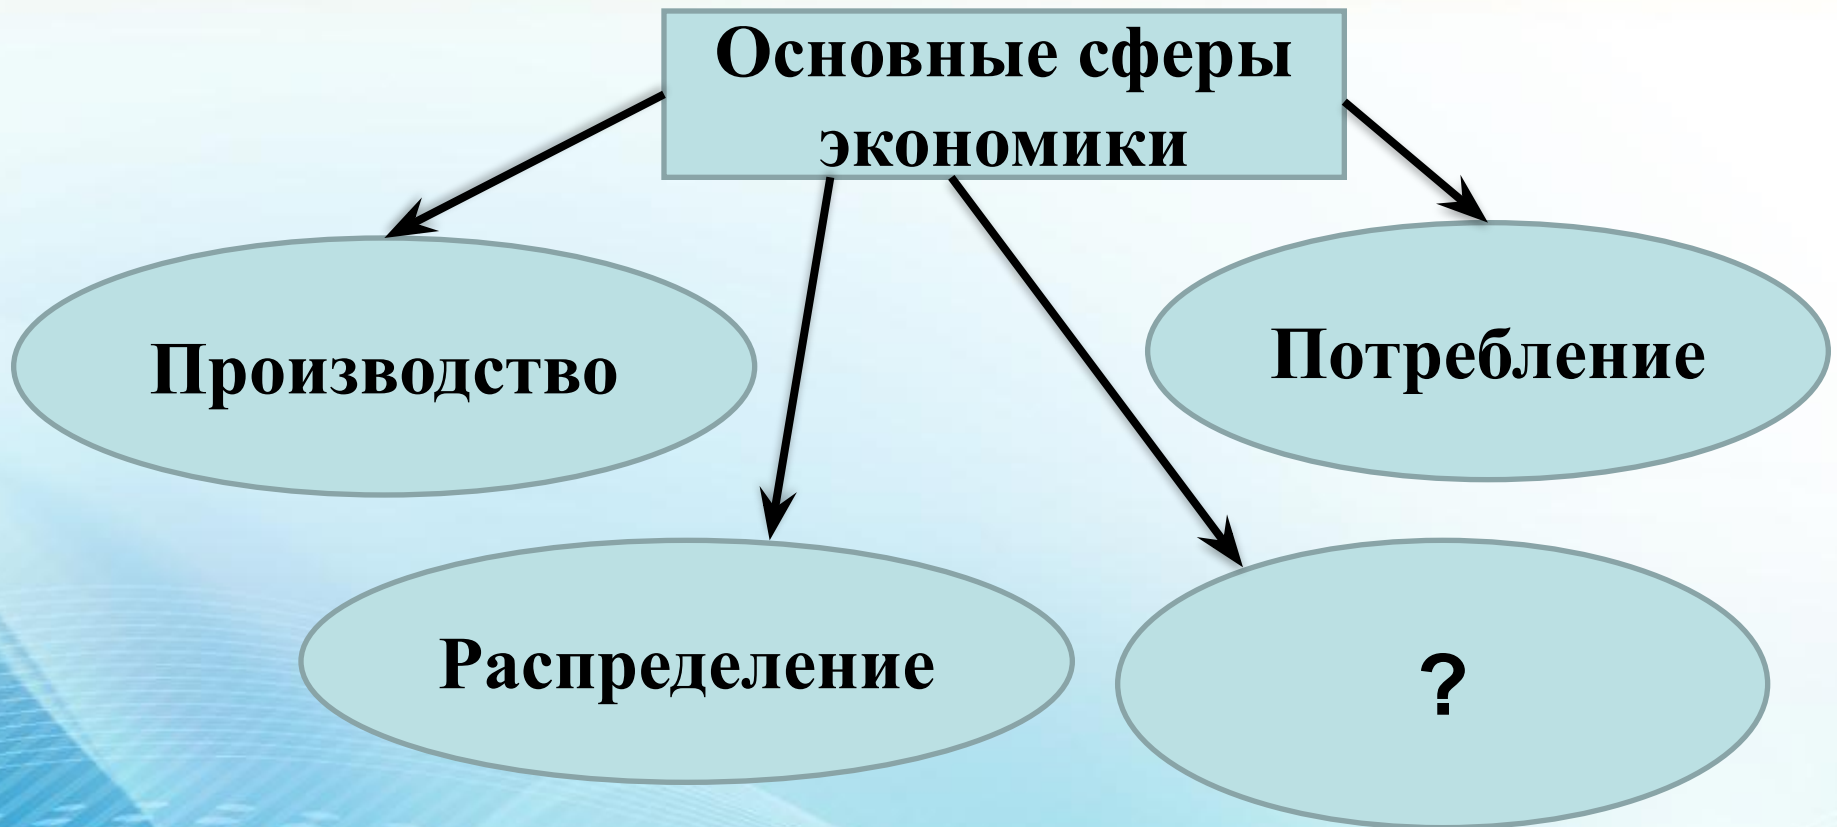 Основные сферы
экономики
Производство
Потребление
Распределение
?